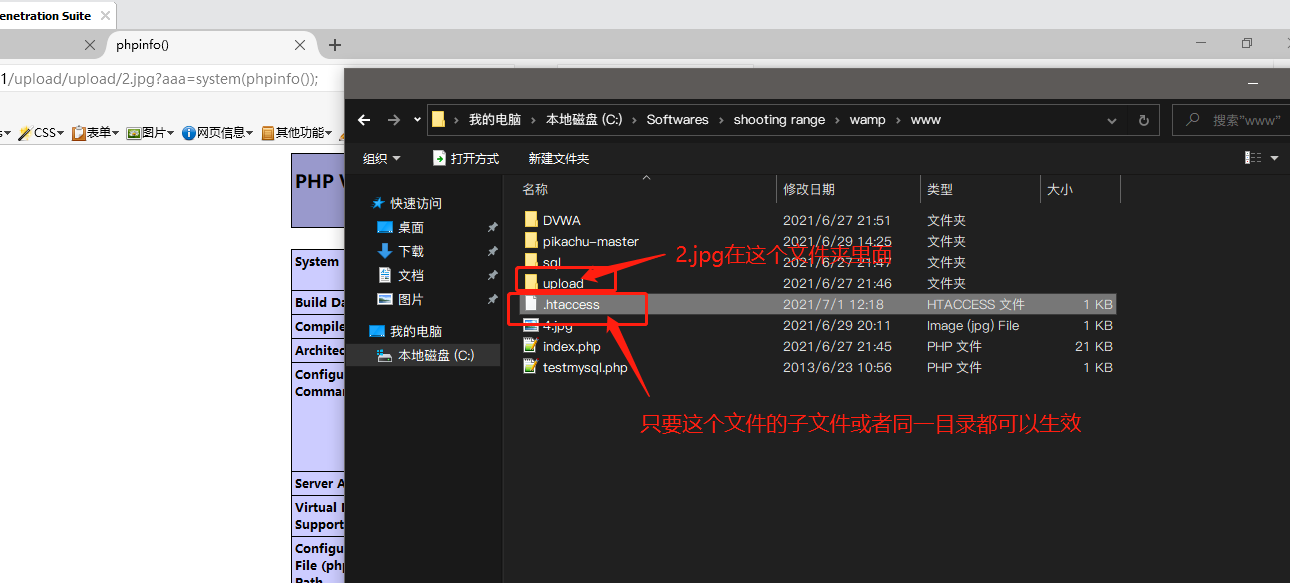 enetration Suite
phpinfo()
1/upload/upload/2.jpg?aaa=system(phpinfo());
CSS 表单 图片 网页信息 其他功能
我的电脑 本地磁盘 (C:) Softwares shooting range wamp www
搜索"www"
组织 打开方式 新建文件夹
名称 修改日期 类型 大小
快速访问
桌面
下载
文档
图片
我的电脑
本地磁盘 (C:)
DVWA 2021/6/27 21:51 文件夹
pikachu-master 2021/6/29 14:25 文件夹
sql 2021/6/27 21:47 文件夹
upload 2021/6/27 21:46 文件夹
.htaccess 2021/7/1 12:18 HTACCESS 文件 1 KB
4.jpg 2021/6/29 20:11 Image (jpg) File 1 KB
index.php 2021/6/27 21:45 PHP 文件 21 KB
testmysql.php 2013/6/23 10:56 PHP 文件 1 KB
2.jpg在这个文件夹里面
只要这个文件的子文件或者同一目录都可以生效
PHP
System
Build Da
Compile
Architec
Configu
Comma
Server A
Virtual
Support
Configu
File (php
Path